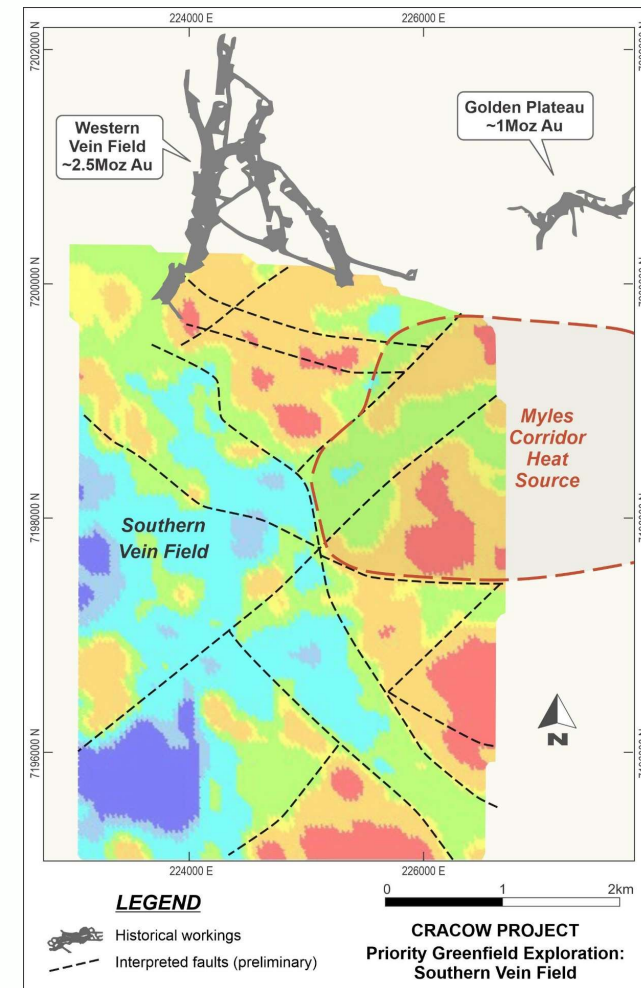 224000 E
226000 E
7202000 N
Western
Vein Field
~2.5Moz Au
Golden Plateau
~1Moz Au
7200000 N
Myles
Corridor
Heat
Source
7198000 N
Southern
Vein Field
7196000 N
N
224000 E
226000 E
LEGEND
Historical workings
Interpreted faults (preliminary)
0
1
2km
CRACOW PROJECT
Priority Greenfield Exploration:
Southern Vein Field